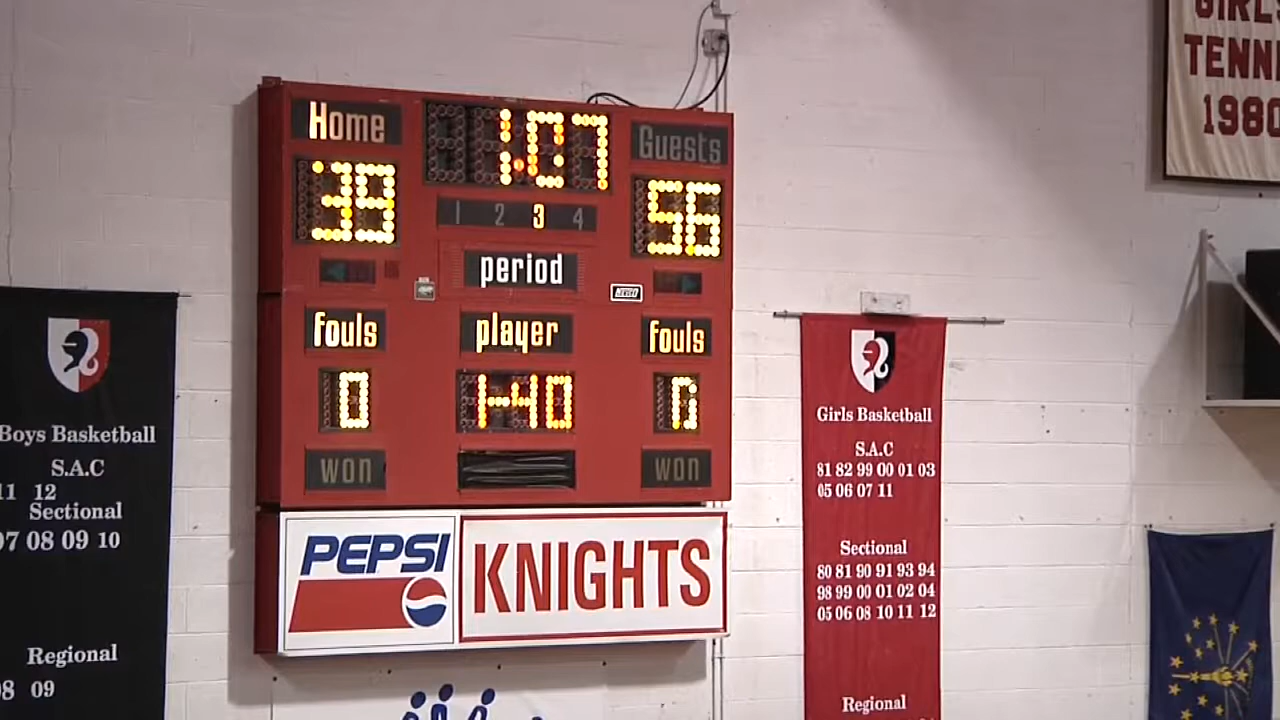 GIRLS
TENNI
1980
Home
1:07
Guests
39
1 2 3 4
56
period
NEVCO
fouls
player
fouls
0
1-40
won
won
PEPSI
KNIGHTS
Boys Basketball
S.A.C
11 12
Sectional
07 08 09 10
Regional
08 09
Girls Basketball
S.A.C
81 82 99 00 01 03
05 06 07 11
Sectional
80 81 90 91 93 94
98 99 00 01 02 04
05 06 08 10 11 12
Regional